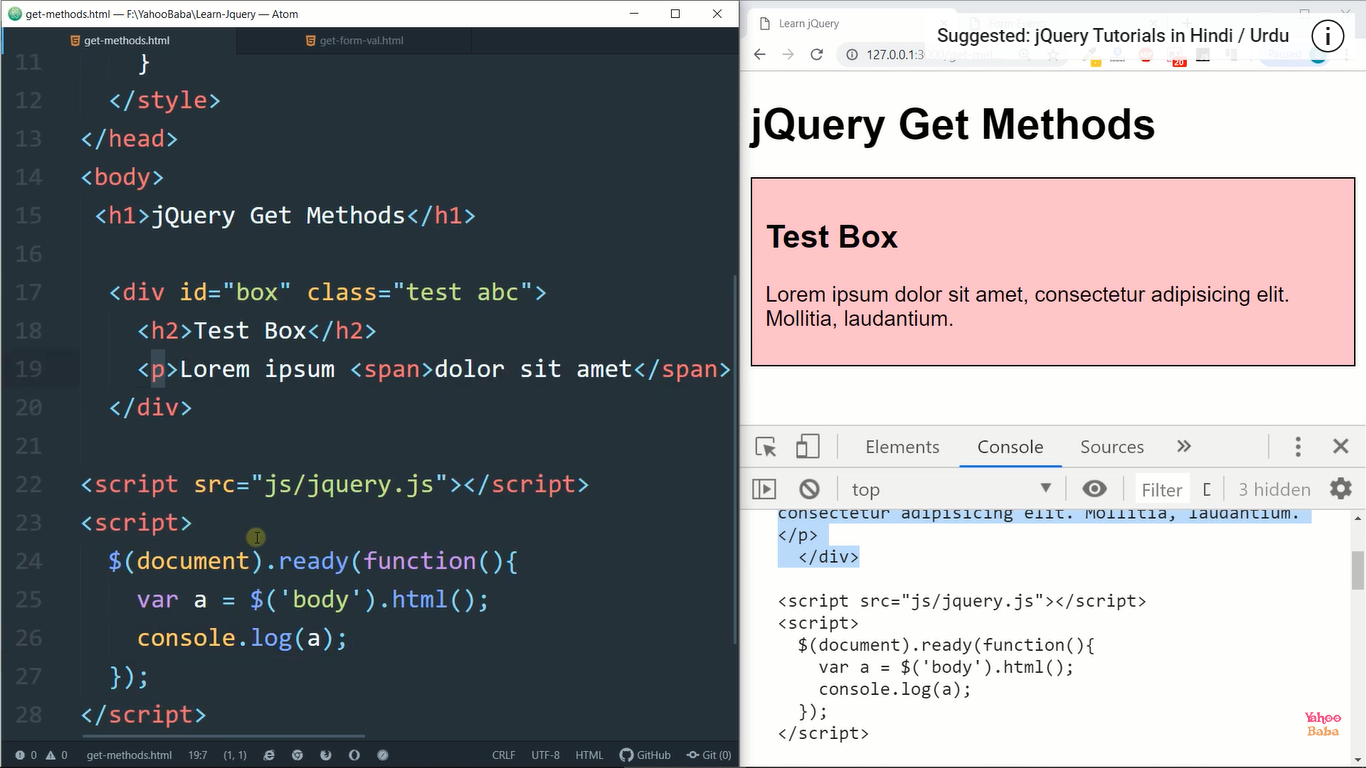 get-methods.html — F:\YahooBaba\Learn-Jquery — Atom
get-methods.html
get-form-val.html
11 }
12 </style>
13 </head>
14 <body>
15 <h1>jQuery Get Methods</h1>
16
17 <div id="box" class="test abc">
18 <h2>Test Box</h2>
19 <p>Lorem ipsum <span>dolor sit amet</span>
20 </div>
21
22 <script src="js/jquery.js"></script>
23 <script>
24 $(document).ready(function(){
25 var a = $('body').html();
26 console.log(a);
27 });
28 </script>
0 0 get-methods.html 19:7 (1, 1) CRLF UTF-8 HTML GitHub Git (0)
Learn jQuery
Form Events
Suggested: jQuery Tutorials in Hindi / Urdu
127.0.0.1:3
20
Paused
jQuery Get Methods
Test Box
Lorem ipsum dolor sit amet, consectetur adipisicing elit.
Mollitia, laudantium.
Elements Console Sources
top Filter 3 hidden
consectetur adipisicing elit. Mollitia, laudantium.
</p>
</div>
<script src="js/jquery.js"></script>
<script>
$(document).ready(function(){
var a = $('body').html();
console.log(a);
});
</script>
Yahoo
Baba